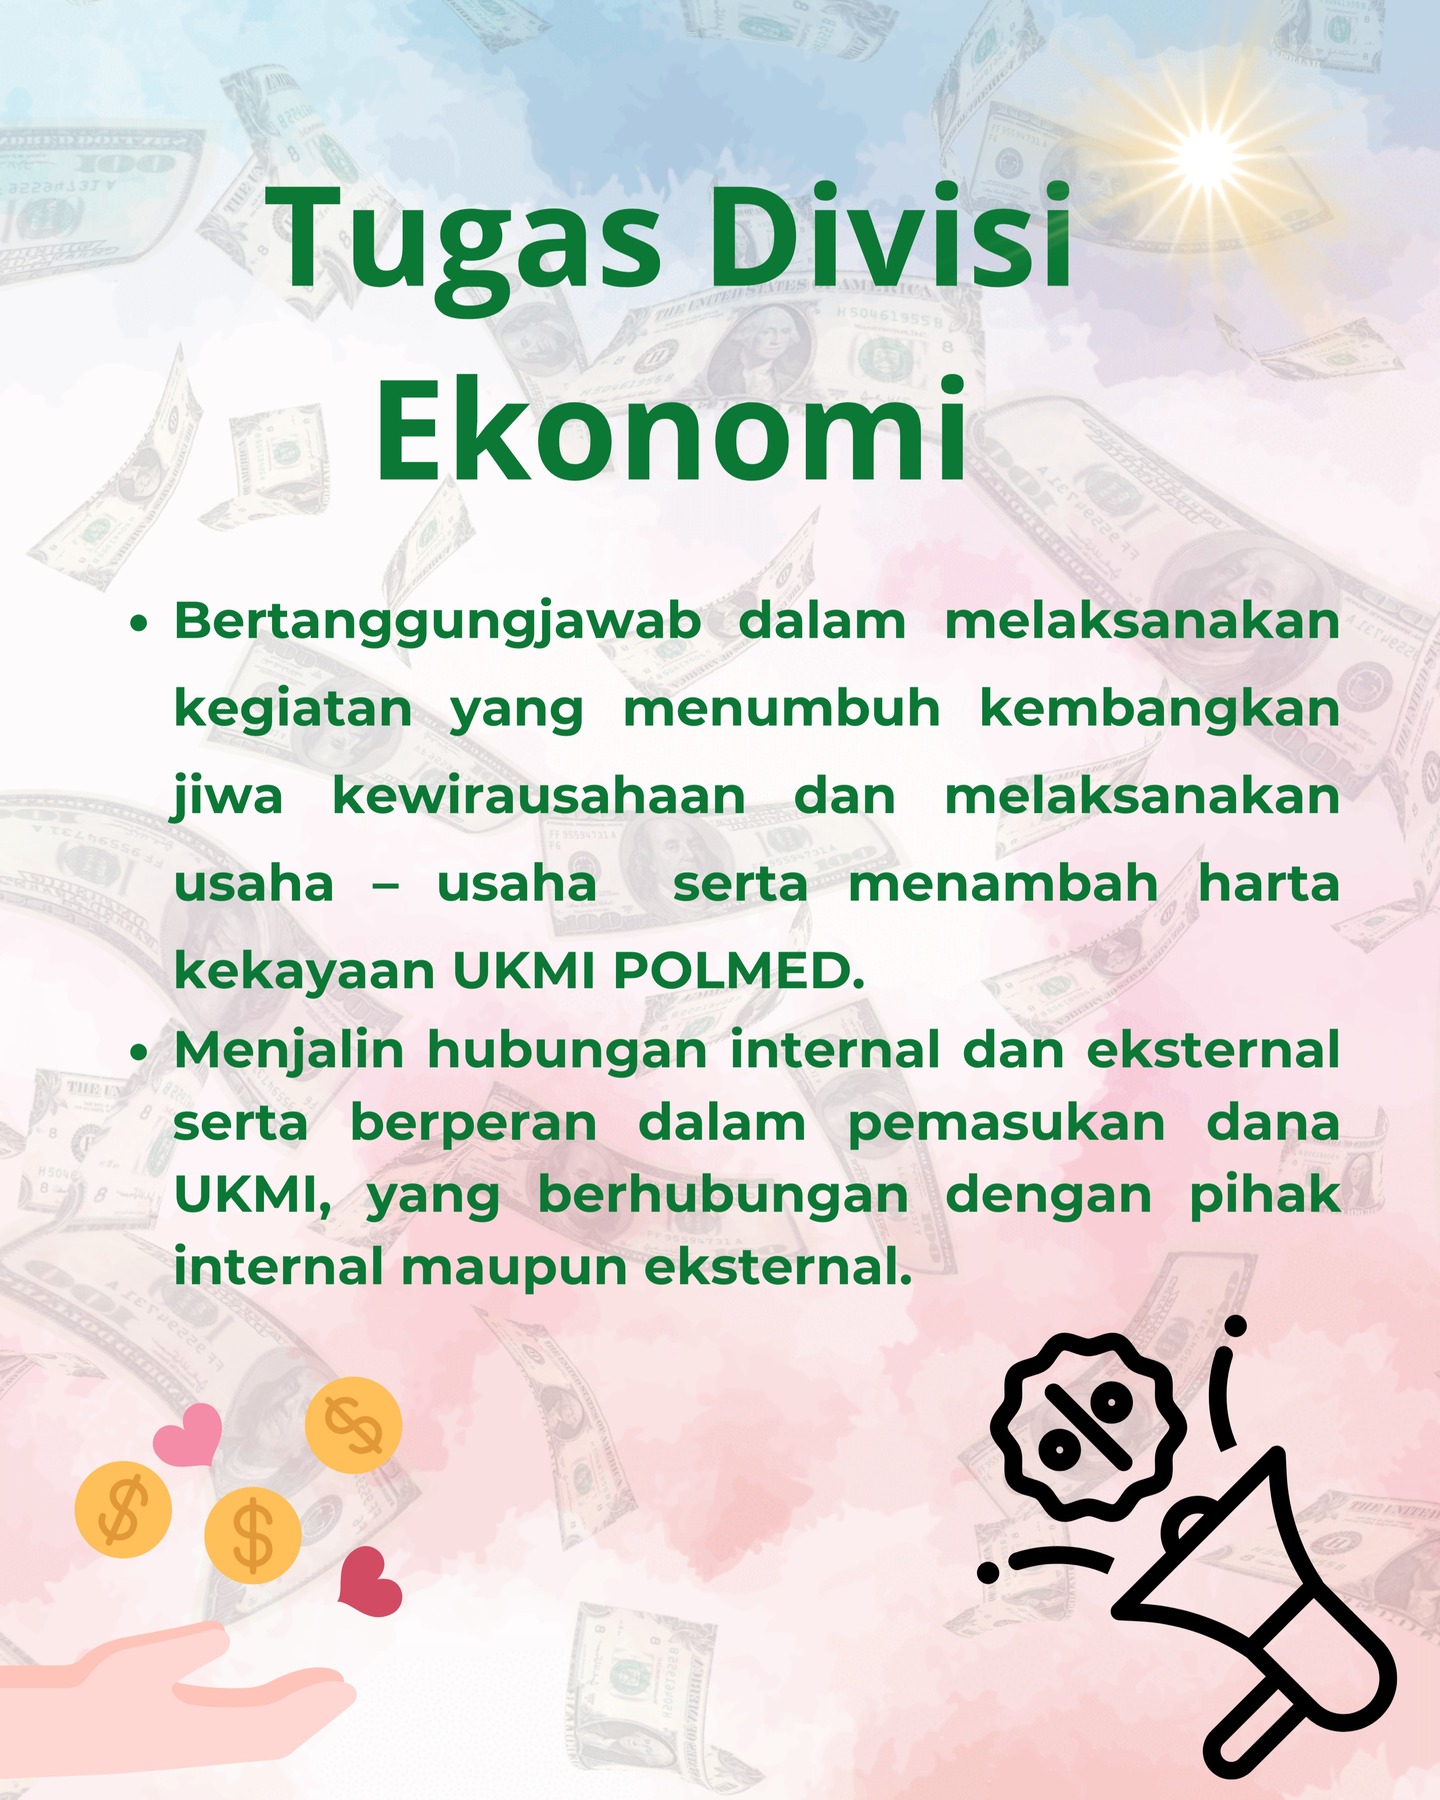 Tugas Divisi
Ekonomi
• Bertanggungjawab dalam melaksanakan
kegiatan yang menumbuh kembangkan
jiwa kewirausahaan dan melaksanakan
usaha – usaha serta menambah harta
kekayaan UKMI POLMED.
• Menjalin hubungan internal dan eksternal
serta berperan dalam pemasukan dana
UKMI, yang berhubungan dengan pihak
internal maupun eksternal.